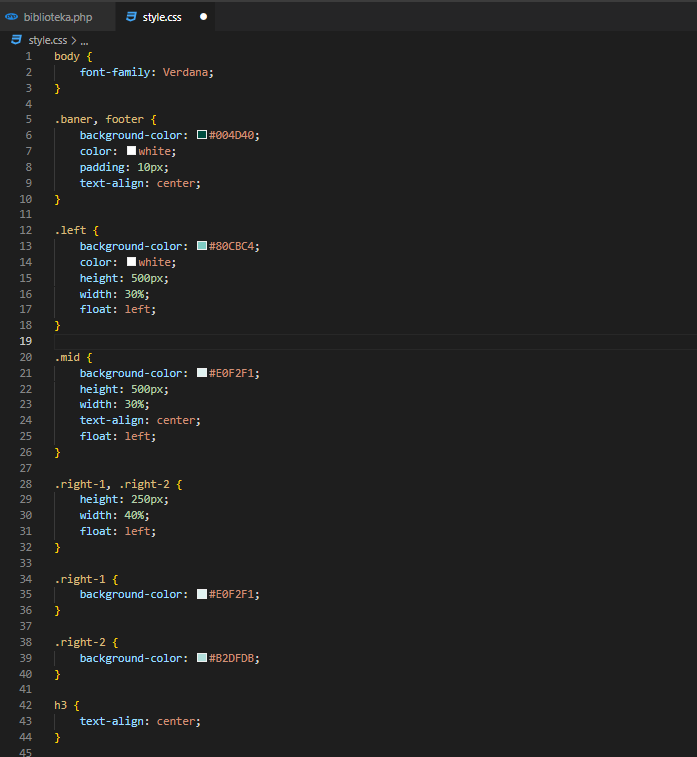 biblioteka.php
style.css
style.css > ...
1 body {
2     font-family: Verdana;
3 }
4
5 .baner, footer {
6     background-color: #004D40;
7     color: white;
8     padding: 10px;
9     text-align: center;
10 }
11
12 .left {
13     background-color: #80CBC4;
14     color: white;
15     height: 500px;
16     width: 30%;
17     float: left;
18 }
19
20 .mid {
21     background-color: #E0F2F1;
22     height: 500px;
23     width: 30%;
24     text-align: center;
25     float: left;
26 }
27
28 .right-1, .right-2 {
29     height: 250px;
30     width: 40%;
31     float: left;
32 }
33
34 .right-1 {
35     background-color: #E0F2F1;
36 }
37
38 .right-2 {
39     background-color: #B2DFDB;
40 }
41
42 h3 {
43     text-align: center;
44 }
45